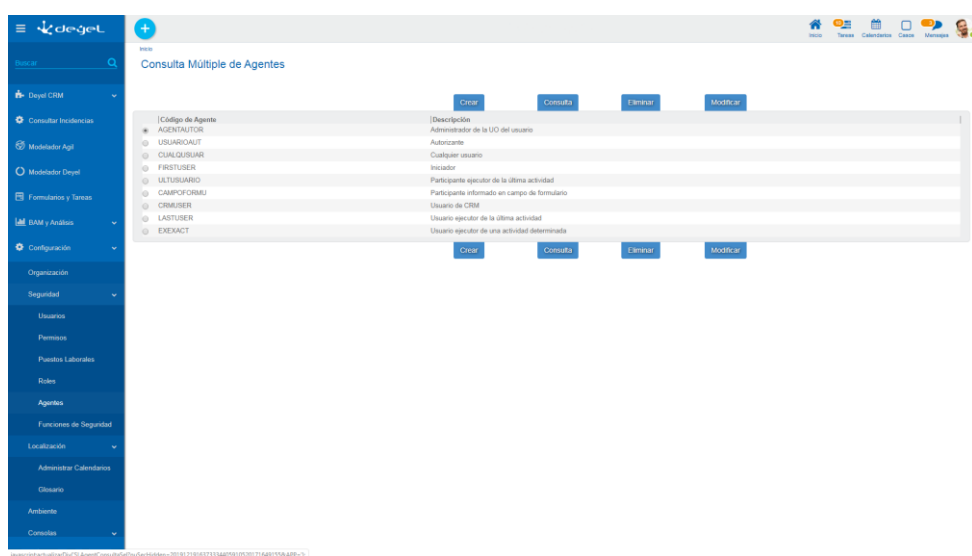 deyel
Inicio
Tareas
Calendarios
Casos
Mensajes
Inicio
Consulta Múltiple de Agentes
Buscar
Deyel CRM
Consultar Incidencias
Modelador Agil
Modelador Deyel
Formularios y Tareas
BAM y Análisis
Configuración
Organización
Seguridad
Usuarios
Permisos
Puestos Laborales
Roles
Agentes
Funciones de Seguridad
Localización
Administrar Calendarios
Glosario
Ambiente
Consolas
Crear Consulta Eliminar Modificar
Código de Agente Descripción
AGENTAUTOR Administrador de la UO del usuario
USUARIOAUT Autorizante
CUALQUSUAR Cualquier usuario
FIRSTUSER Iniciador
ULTUSUARIO Participante ejecutor de la última actividad
CAMPOFORMU Participante informado en campo de formulario
CRMUSER Usuario de CRM
LASTUSER Usuario ejecutor de la última actividad
EXEXACT Usuario ejecutor de una actividad determinada
Crear Consulta Eliminar Modificar